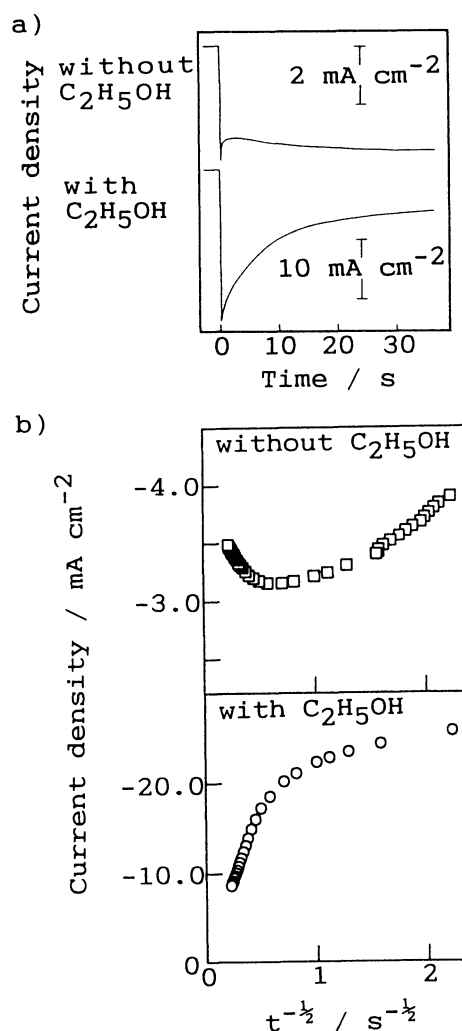 a)
without
C₂H₅OH
2 mA cm⁻²
with
C₂H₅OH
10 mA cm⁻²
Current density
0 10 20 30
Time / s
b)
without C₂H₅OH
-4.0
-3.0
with C₂H₅OH
-20.0
-10.0
0
Current density / mA cm⁻²
0 1 2
t⁻½ / s⁻½